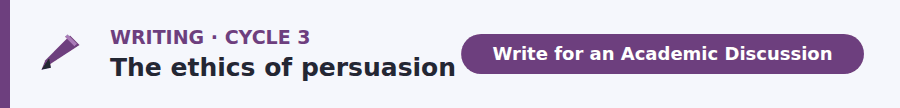 WRITING · CYCLE 3
The ethics of persuasion
Write for an Academic Discussion